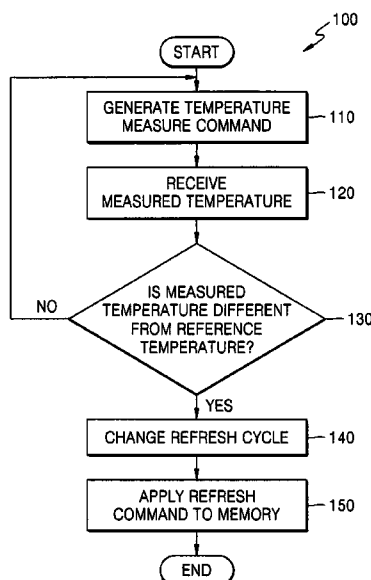 100
START
GENERATE TEMPERATURE
MEASURE COMMAND
110
RECEIVE
MEASURED TEMPERATURE
120
IS MEASURED
TEMPERATURE DIFFERENT
FROM REFERENCE
TEMPERATURE?
130
NO
YES
CHANGE REFRESH CYCLE
140
APPLY REFRESH
COMMAND TO MEMORY
150
END